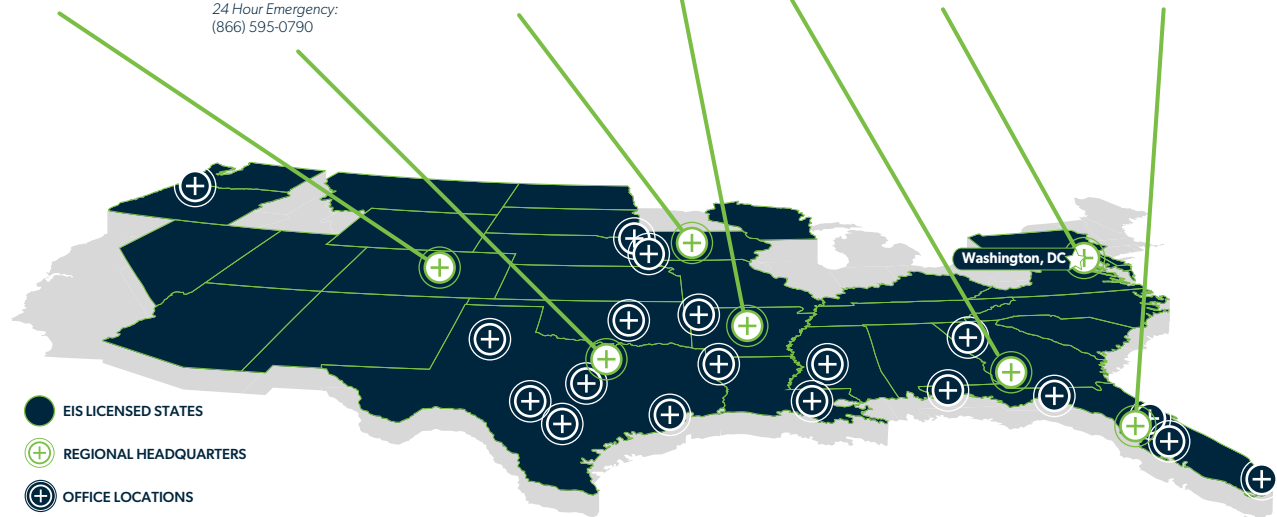 24 Hour Emergency:
(866) 595-0790
Washington, DC
EIS LICENSED STATES
REGIONAL HEADQUARTERS
OFFICE LOCATIONS